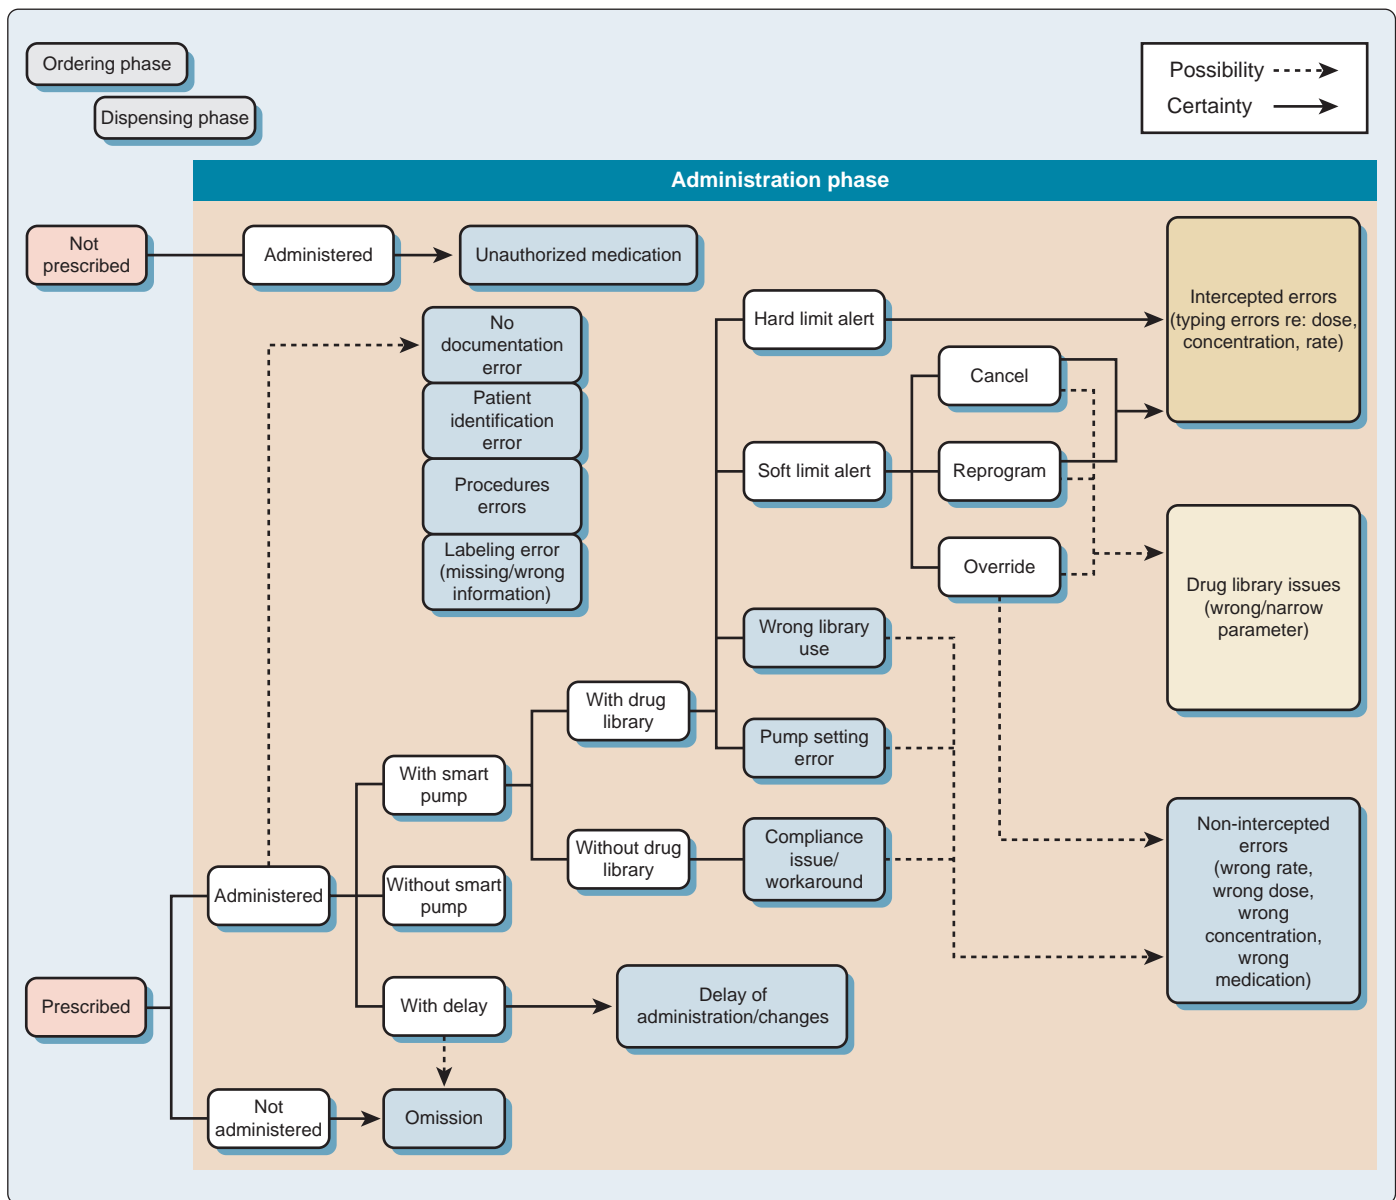 Ordering phase
Dispensing phase
Possibility
Certainty
Administration phase
Not
prescribed
Administered
Unauthorized medication
No
documentation
error
Patient
identification
error
Procedures
errors
Labeling error
(missing/wrong
information)
Hard limit alert
Soft limit alert
Cancel
Reprogram
Override
Intercepted errors
(typing errors re: dose,
concentration, rate)
Drug library issues
(wrong/narrow
parameter)
Wrong library
use
Pump setting
error
With drug
library
Without drug
library
Compliance
issue/
workaround
With smart
pump
Without smart
pump
With delay
Administered
Prescribed
Not
administered
Omission
Delay of
administration/changes
Non-intercepted
errors
(wrong rate,
wrong dose,
wrong
concentration,
wrong
medication)